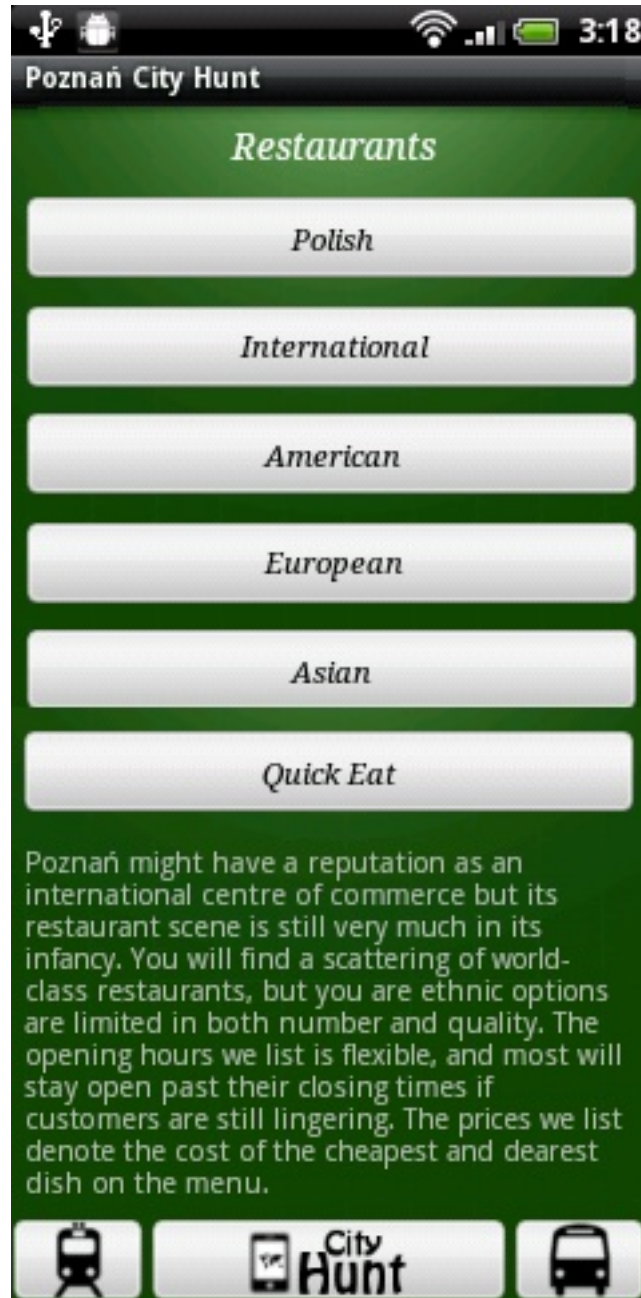 3:18
Poznań City Hunt
Restaurants
Polish
International
American
European
Asian
Quick Eat
Poznań might have a reputation as an
international centre of commerce but its
restaurant scene is still very much in its
infancy. You will find a scattering of world-
class restaurants, but you are ethnic options
are limited in both number and quality. The
opening hours we list is flexible, and most will
stay open past their closing times if
customers are still lingering. The prices we list
denote the cost of the cheapest and dearest
dish on the menu.
City
Hunt